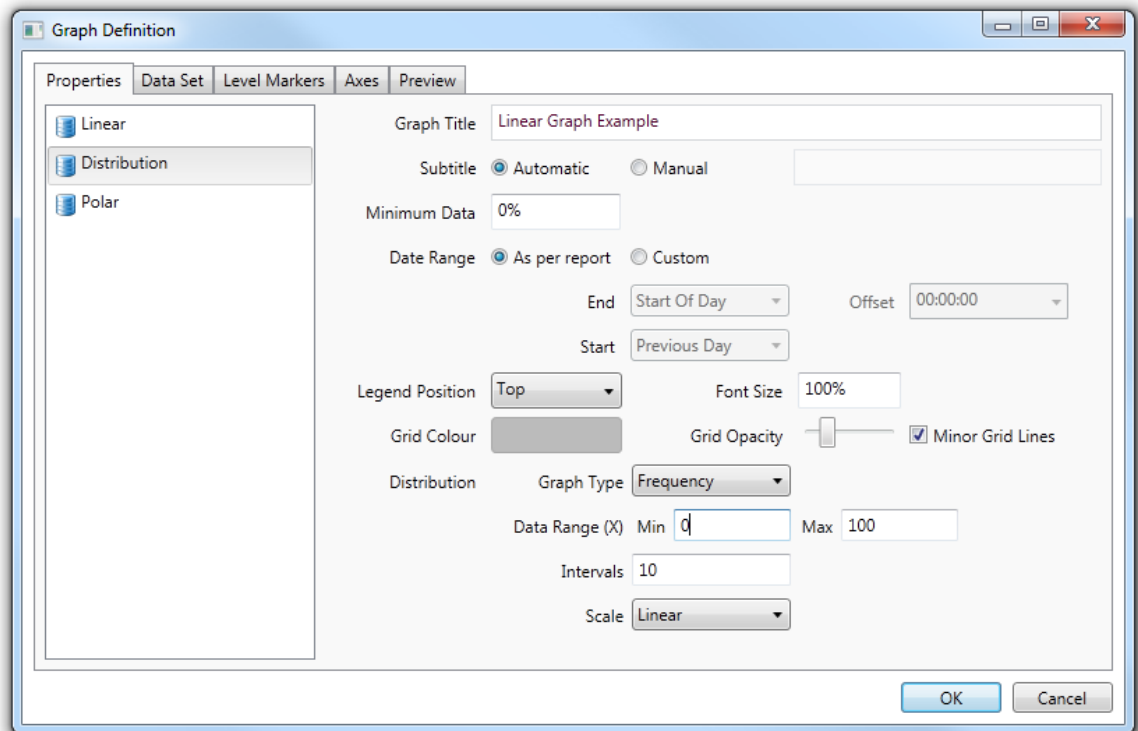 Graph Definition
Properties Data Set Level Markers Axes Preview
Linear
Distribution
Polar
Graph Title Linear Graph Example
Subtitle Automatic Manual
Minimum Data 0%
Date Range As per report Custom
End Start Of Day Offset 00:00:00
Start Previous Day
Legend Position Top Font Size 100%
Grid Colour Grid Opacity Minor Grid Lines
Distribution Graph Type Frequency
Data Range (X) Min 0 Max 100
Intervals 10
Scale Linear
OK Cancel